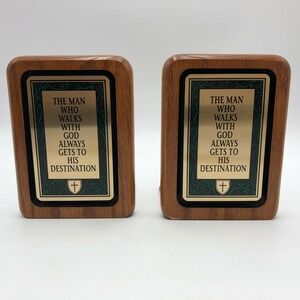 THE MAN
WHO
WALKS
WITH
GOD
ALWAYS
GETS TO
HIS
DESTINATION
THE MAN
WHO
WALKS
WITH
GOD
ALWAYS
GETS TO
HIS
DESTINATION